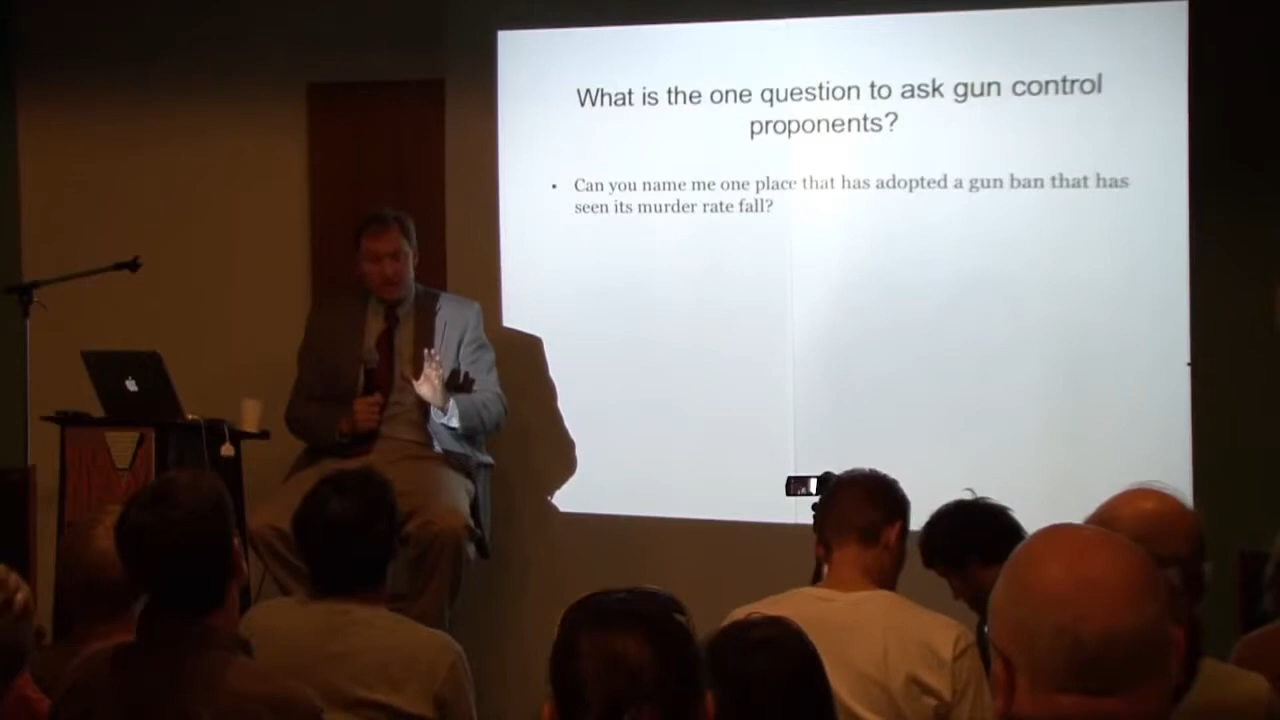 What is the one question to ask gun control
proponents?
• Can you name me one place that has adopted a gun ban that has
seen its murder rate fall?